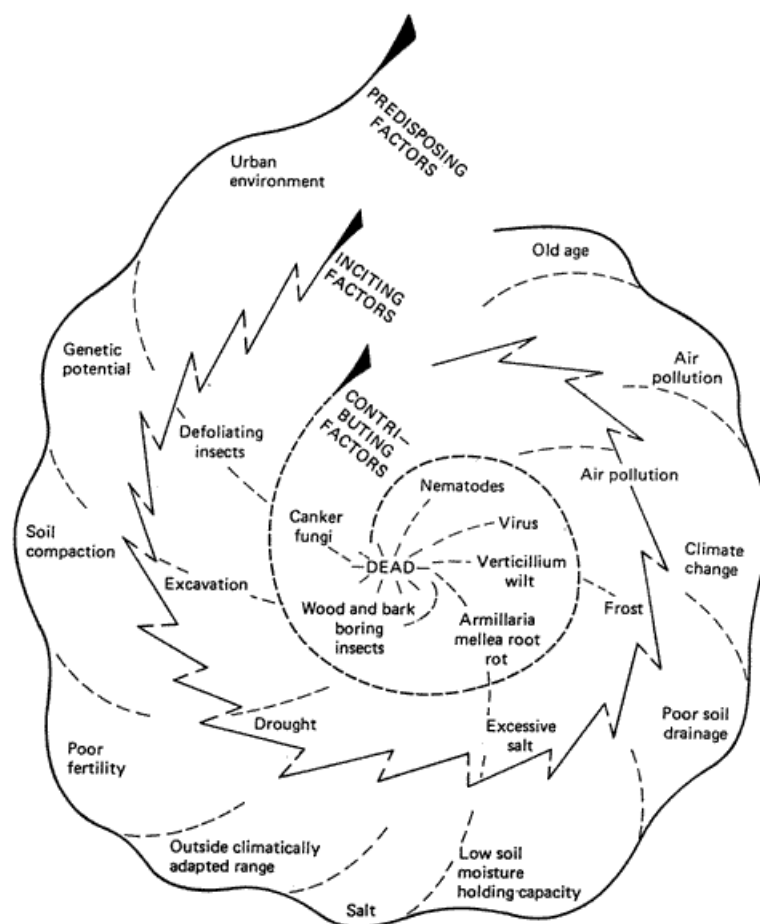 PREDISPOSING
FACTORS
Urban
environment
INCITING
FACTORS
Old age
Genetic
potential
Air
pollution
CONTRI–
BUTING
FACTORS
Defoliating
insects
Air pollution
Nematodes
Canker
fungi
Virus
Soil
compaction
DEAD
Verticillium
wilt
Climate
change
Excavation
Wood and bark
boring
insects
Armillaria
mellea root
rot
Frost
Drought
Excessive
salt
Poor soil
drainage
Poor
fertility
Outside climatically
adapted range
Low soil
moisture
holding capacity
Salt